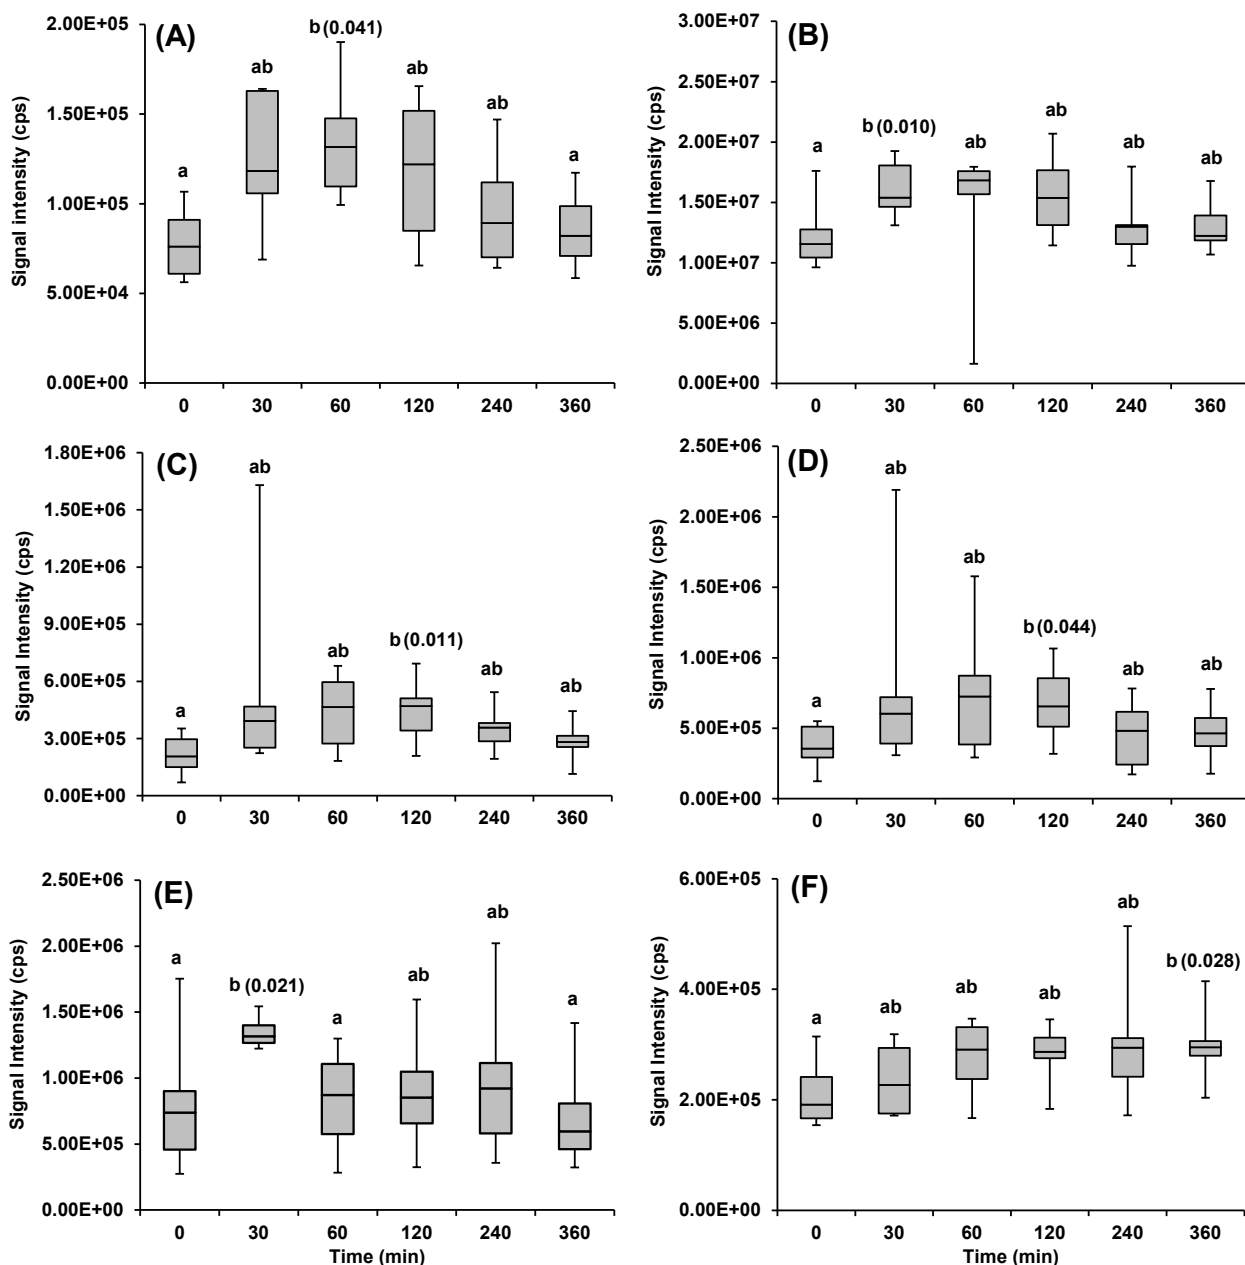 (A)
Signal intensity (cps)
2.00E+05
1.50E+05
1.00E+05
5.00E+04
0.00E+00
a
ab
b (0.041)
ab
ab
a
0 30 60 120 240 360
(B)
Signal Intensity (cps)
3.00E+07
2.50E+07
2.00E+07
1.50E+07
1.00E+07
5.00E+06
0.00E+00
a
b (0.010)
ab
ab
ab
ab
0 30 60 120 240 360
(C)
Signal Intensity (cps)
1.80E+06
1.50E+06
1.20E+06
9.00E+05
6.00E+05
3.00E+05
0.00E+00
a
ab
ab
b (0.011)
ab
ab
0 30 60 120 240 360
(D)
Signal Intensity (cps)
2.50E+06
2.00E+06
1.50E+06
1.00E+06
5.00E+05
0.00E+00
a
ab
ab
b (0.044)
ab
ab
0 30 60 120 240 360
(E)
Signal Intensity (cps)
2.50E+06
2.00E+06
1.50E+06
1.00E+06
5.00E+05
0.00E+00
a
b (0.021)
a
ab
ab
a
0 30 60 120 240 360
Time (min)
(F)
Signal Intensity (cps)
6.00E+05
4.00E+05
2.00E+05
0.00E+00
a
ab
ab
ab
ab
b (0.028)
0 30 60 120 240 360
Time (min)